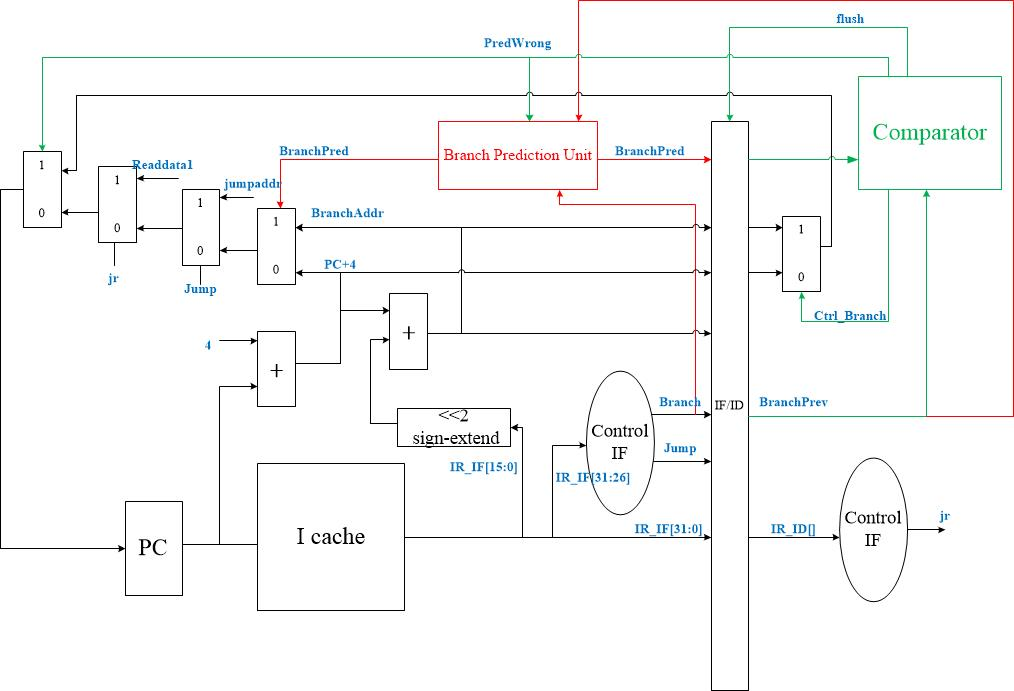 flush
PredWrong
Comparator
1
0
Readdata1
1
0
jr
jumpaddr
1
0
Jump
BranchPred
1
0
Branch Prediction Unit
BranchPred
BranchAddr
PC+4
1
0
Ctrl_Branch
4
+
+
<<2
sign-extend
IR_IF[15:0]
Control
IF
Branch
Jump
IR_IF[31:26]
IF/ID
BranchPrev
PC
I cache
IR_IF[31:0]
IR_ID[]
Control
IF
jr